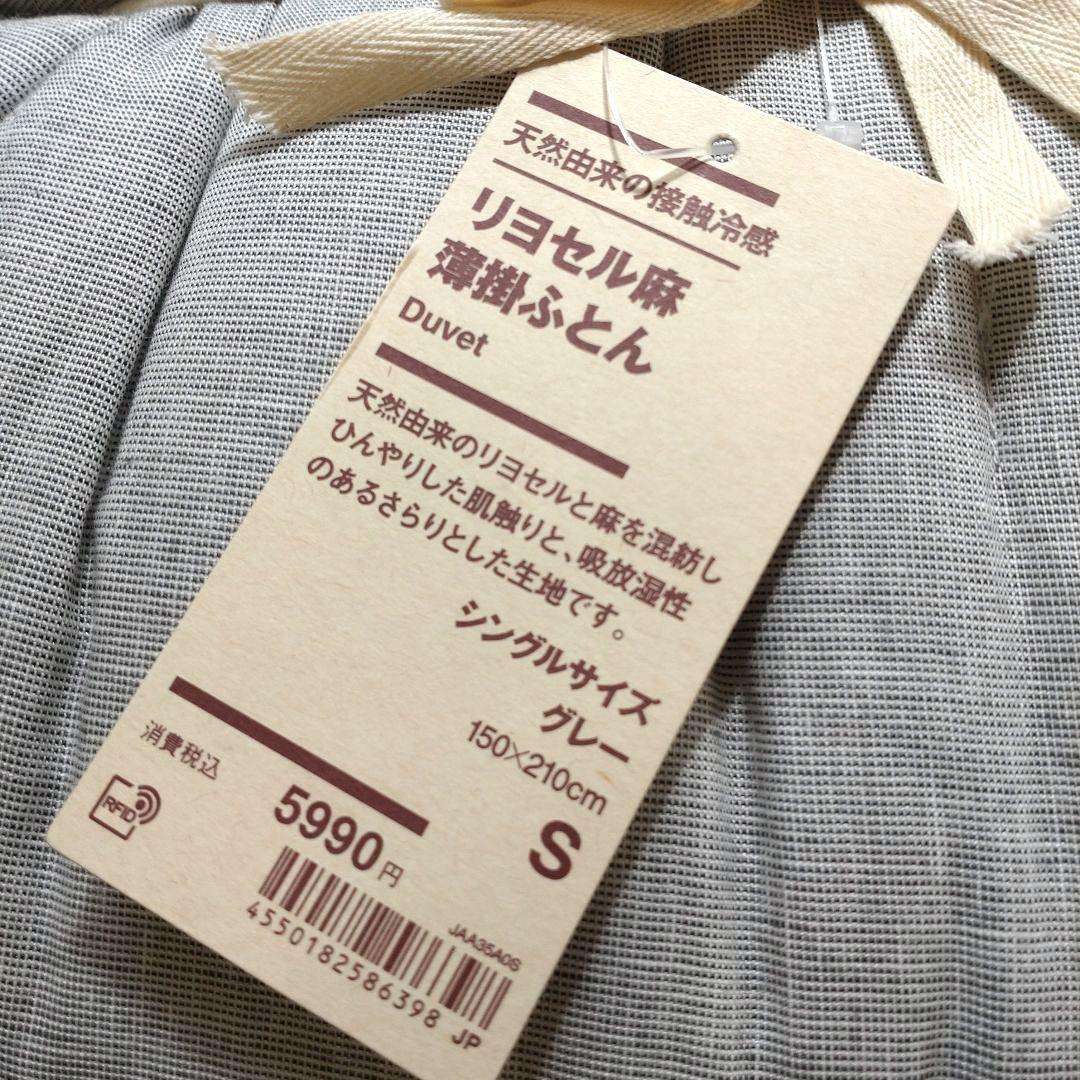 天然由来の接触冷感
リヨセル麻
薄掛ふとん
Duvet
天然由来のリヨセルと麻を混紡し
ひんやりした肌触りと、吸放湿性
のあるさらりとした生地です。
シングルサイズ
グレー
150×210cm
S
消費税込
RFID
5990円
JAA35A0S
4550182586398 JP